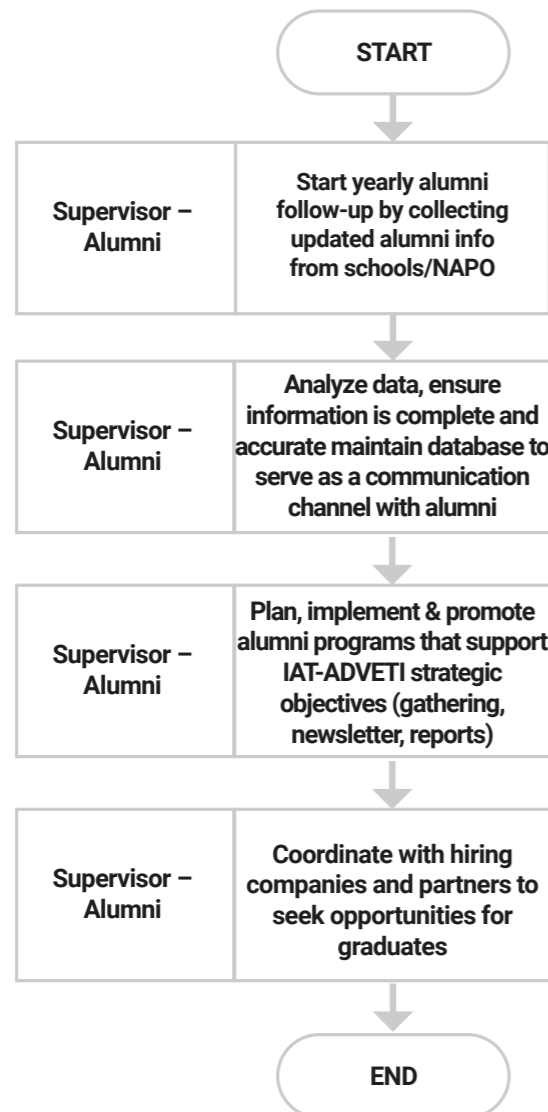 START
Supervisor –
Alumni
Start yearly alumni
follow-up by collecting
updated alumni info
from schools/NAPO
Supervisor –
Alumni
Analyze data, ensure
information is complete and
accurate maintain database to
serve as a communication
channel with alumni
Supervisor –
Alumni
Plan, implement & promote
alumni programs that support
IAT-ADVETI strategic
objectives (gathering,
newsletter, reports)
Supervisor –
Alumni
Coordinate with hiring
companies and partners to
seek opportunities for
graduates
END